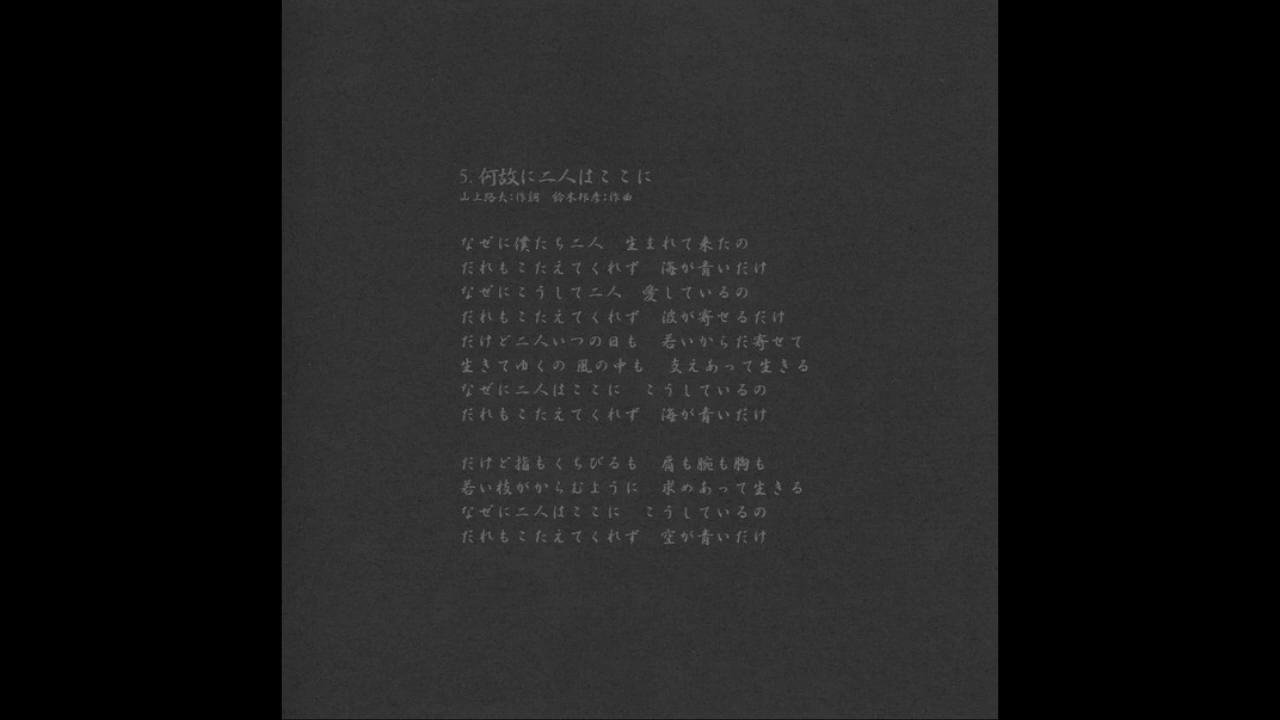 5. 何故に二人はここに
山上路夫：作詞　鈴木邦彦：作曲
なぜに僕たち二人　生まれて来たの
だれもこたえてくれず　海が青いだけ
なぜにこうして二人　愛しているの
だれもこたえてくれず　波が寄せるだけ
だけど二人いつの日も　若いからだ寄せて
生きてゆくの 風の中も　支えあって生きる
なぜに二人はここに　こうしているの
だれもこたえてくれず　海が青いだけ
だけど指もくちびるも　肩も腕も胸も
若い枝がからむように　求めあって生きる
なぜに二人はここに　こうしているの
だれもこたえてくれず　空が青いだけ